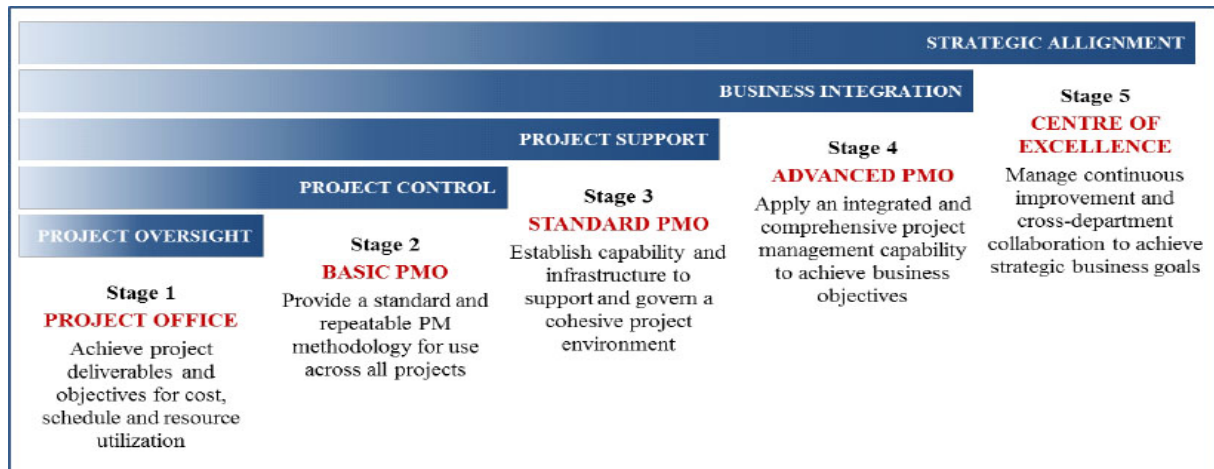 STRATEGIC ALLIGNMENT
BUSINESS INTEGRATION
PROJECT SUPPORT
PROJECT CONTROL
PROJECT OVERSIGHT
Stage 1
PROJECT OFFICE
Achieve project
deliverables and
objectives for cost,
schedule and resource
utilization
Stage 2
BASIC PMO
Provide a standard and
repeatable PM
methodology for use
across all projects
Stage 3
STANDARD PMO
Establish capability and
infrastructure to
support and govern a
cohesive project
environment
Stage 4
ADVANCED PMO
Apply an integrated and
comprehensive project
management capability
to achieve business
objectives
Stage 5
CENTRE OF
EXCELLENCE
Manage continuous
improvement and
cross-department
collaboration to achieve
strategic business goals